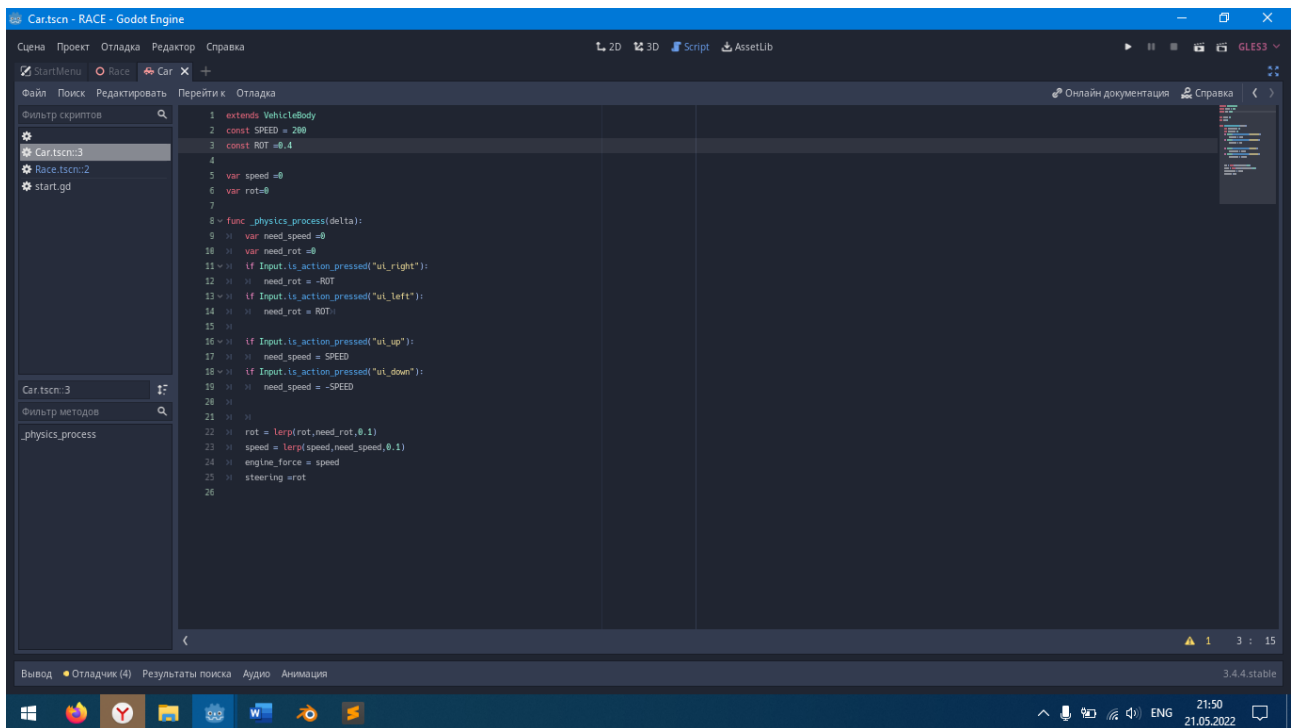 Car.tscn - RACE - Godot Engine
Сцена Проект Отладка Редактор Справка
2D 3D Script AssetLib
GLES3
StartMenu Race Car
Файл Поиск Редактировать Перейти к Отладка
Онлайн документация Справка
Фильтр скриптов
Car.tscn::3
Race.tscn::2
start.gd
Car.tscn::3
Фильтр методов
_physics_process
1 extends VehicleBody
2 const SPEED = 200
3 const ROT =0.4
4
5 var speed =0
6 var rot=0
7
8 func _physics_process(delta):
9 var need_speed =0
10 var need_rot =0
11 if Input.is_action_pressed("ui_right"):
12 need_rot = -ROT
13 if Input.is_action_pressed("ui_left"):
14 need_rot = ROT
15
16 if Input.is_action_pressed("ui_up"):
17 need_speed = SPEED
18 if Input.is_action_pressed("ui_down"):
19 need_speed = -SPEED
20
21
22 rot = lerp(rot,need_rot,0.1)
23 speed = lerp(speed,need_speed,0.1)
24 engine_force = speed
25 steering =rot
26
1 3 : 15
Вывод Отладчик (4) Результаты поиска Аудио Анимация
3.4.4.stable
ENG
21:50
21.05.2022